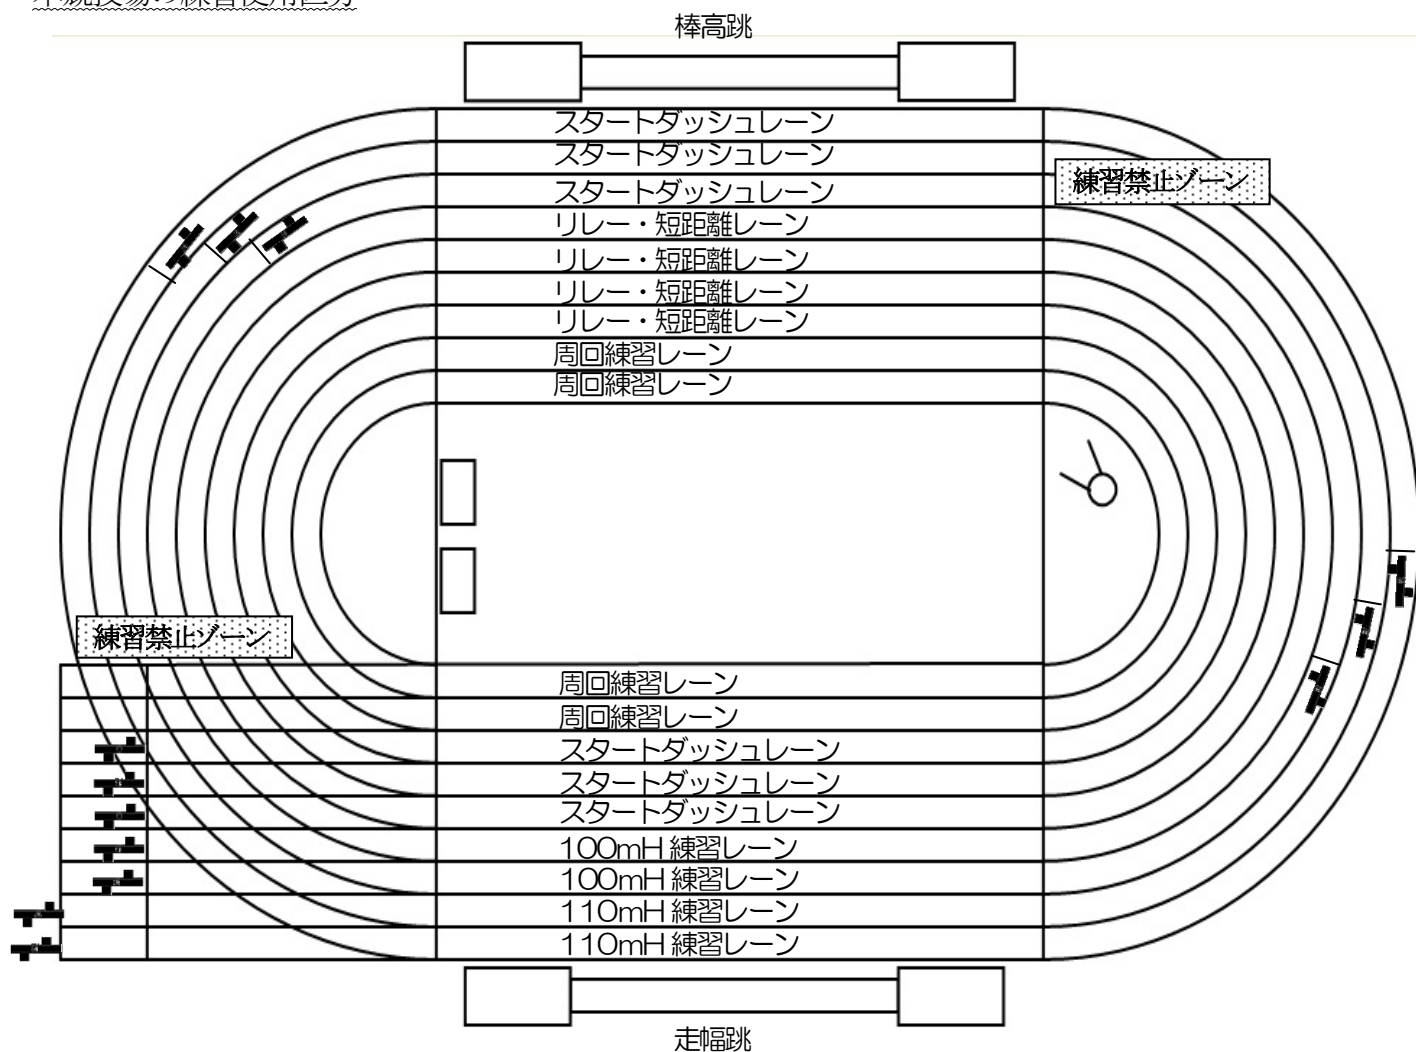 棒高跳
スタートダッシュレーン
スタートダッシュレーン
スタートダッシュレーン
練習禁止ゾーン
リレー・短距離レーン
リレー・短距離レーン
リレー・短距離レーン
リレー・短距離レーン
周回練習レーン
周回練習レーン
練習禁止ゾーン
周回練習レーン
周回練習レーン
スタートダッシュレーン
スタートダッシュレーン
スタートダッシュレーン
100mH 練習レーン
100mH 練習レーン
110mH 練習レーン
110mH 練習レーン
走幅跳